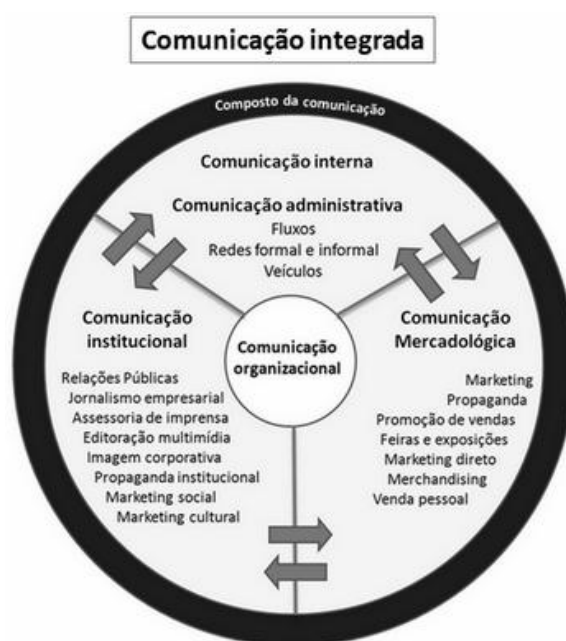 Comunicação integrada
Composto da comunicação
Comunicação interna
Comunicação administrativa
Fluxos
Redes formal e informal
Veículos
Comunicação
institucional
Relações Públicas
Jornalismo empresarial
Assessoria de imprensa
Editoração multimídia
Imagem corporativa
Propaganda institucional
Marketing social
Marketing cultural
Comunicação
organizacional
Comunicação
Mercadológica
Marketing
Propaganda
Promoção de vendas
Feiras e exposições
Marketing direto
Merchandising
Venda pessoal